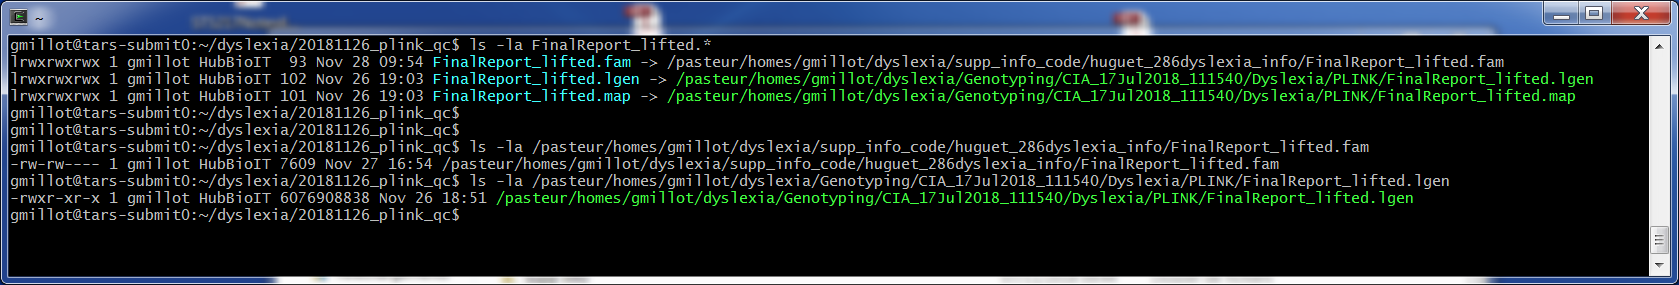 ~
gmillot@tars-submit0:~/dyslexia/20181126_plink_qc$ ls -la FinalReport_lifted.*
lrwxrwxrwx 1 gmillot HubBioIT  93 Nov 28 09:54 FinalReport_lifted.fam -> /pasteur/homes/gmillot/dyslexia/supp_info_code/huguet_286dyslexia_info/FinalReport_lifted.fam
lrwxrwxrwx 1 gmillot HubBioIT 102 Nov 26 19:03 FinalReport_lifted.lgen -> /pasteur/homes/gmillot/dyslexia/Genotyping/CIA_17Jul2018_111540/Dyslexia/PLINK/FinalReport_lifted.lgen
lrwxrwxrwx 1 gmillot HubBioIT 101 Nov 26 19:03 FinalReport_lifted.map -> /pasteur/homes/gmillot/dyslexia/Genotyping/CIA_17Jul2018_111540/Dyslexia/PLINK/FinalReport_lifted.map
gmillot@tars-submit0:~/dyslexia/20181126_plink_qc$
gmillot@tars-submit0:~/dyslexia/20181126_plink_qc$
gmillot@tars-submit0:~/dyslexia/20181126_plink_qc$ ls -la /pasteur/homes/gmillot/dyslexia/supp_info_code/huguet_286dyslexia_info/FinalReport_lifted.fam
-rw-rw---- 1 gmillot HubBioIT 7609 Nov 27 16:54 /pasteur/homes/gmillot/dyslexia/supp_info_code/huguet_286dyslexia_info/FinalReport_lifted.fam
gmillot@tars-submit0:~/dyslexia/20181126_plink_qc$ ls -la /pasteur/homes/gmillot/dyslexia/Genotyping/CIA_17Jul2018_111540/Dyslexia/PLINK/FinalReport_lifted.lgen
-rwxr-xr-x 1 gmillot HubBioIT 6076908838 Nov 26 18:51 /pasteur/homes/gmillot/dyslexia/Genotyping/CIA_17Jul2018_111540/Dyslexia/PLINK/FinalReport_lifted.lgen
gmillot@tars-submit0:~/dyslexia/20181126_plink_qc$